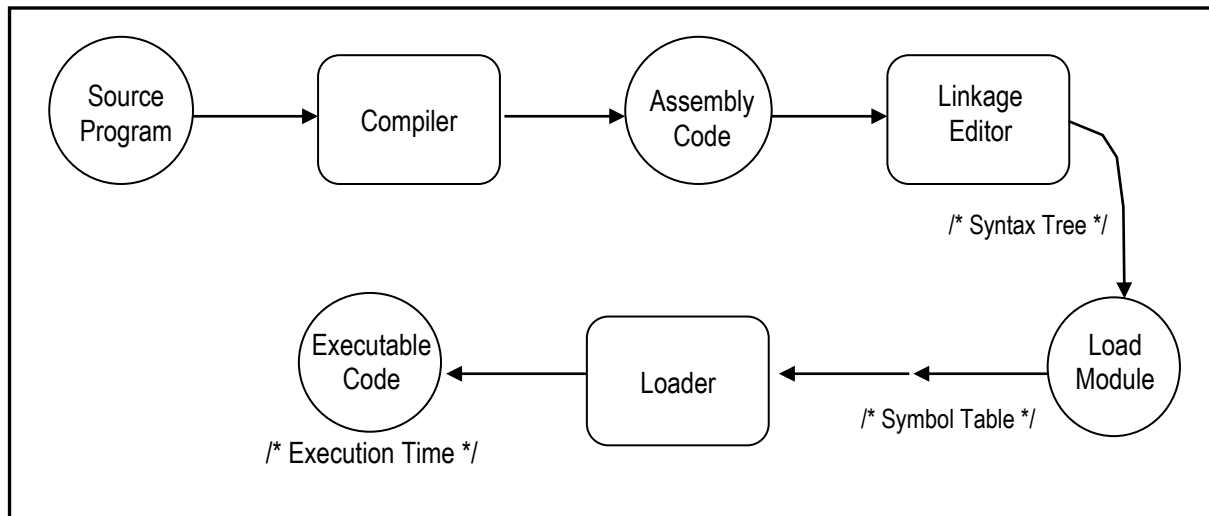 Source
Program
Compiler
Assembly
Code
Linkage
Editor
/* Syntax Tree */
Load
Module
/* Symbol Table */
Loader
Executable
Code
/* Execution Time */